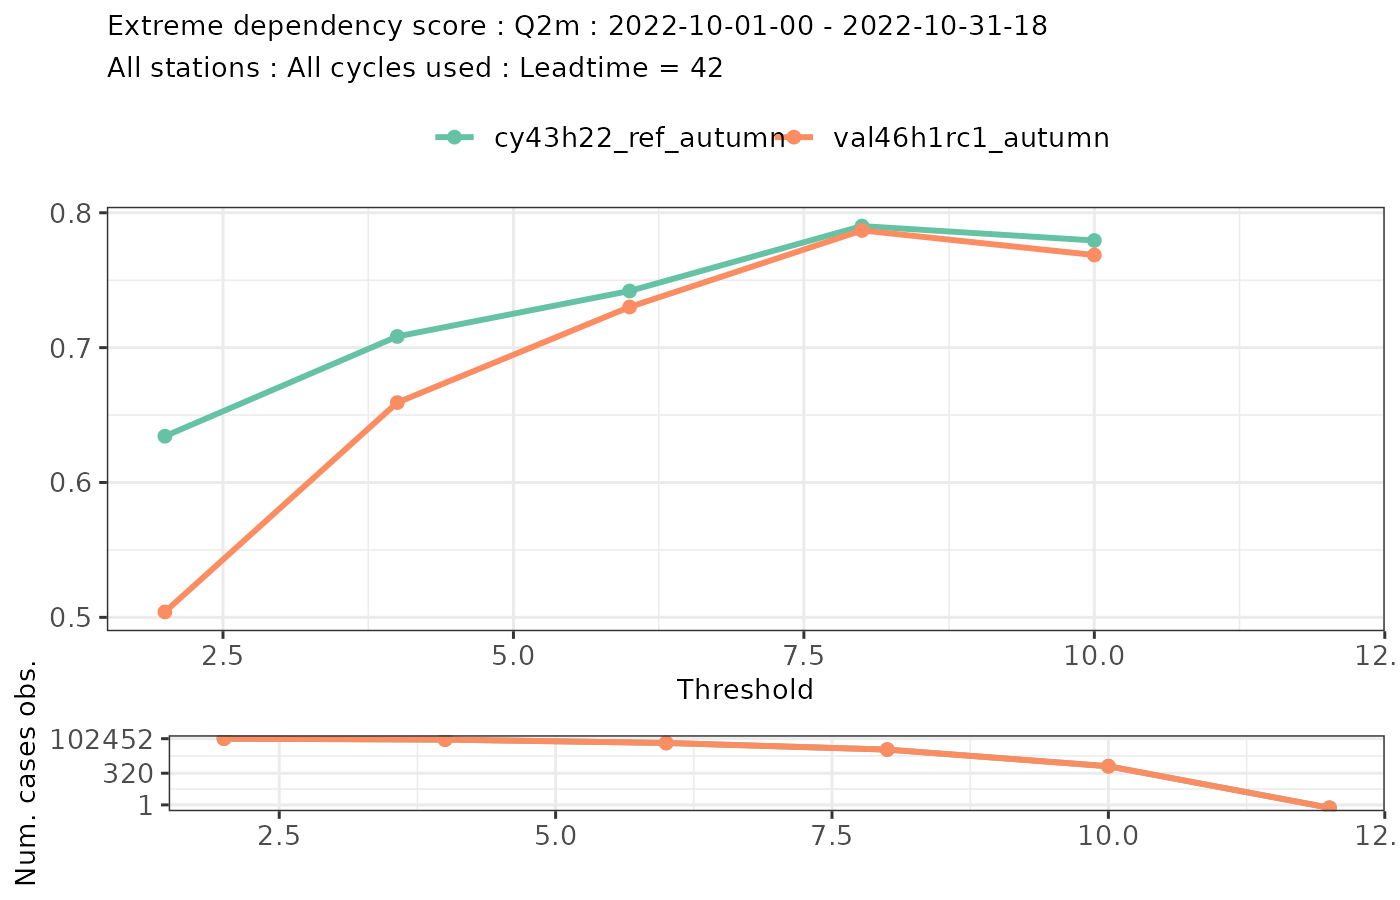 Extreme dependency score : Q2m : 2022-10-01-00 - 2022-10-31-18
All stations : All cycles used : Leadtime = 42
cy43h22_ref_autumn val46h1rc1_autumn
0.8
0.7
0.6
0.5
2.5 5.0 7.5 10.0 12.
Threshold
Num. cases obs.
102452
320
1
2.5 5.0 7.5 10.0 12.